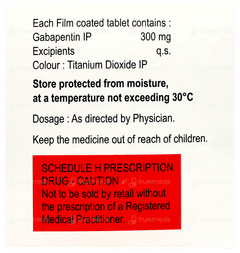 Each Film coated tablet contains :
Gabapentin IP 300 mg
Excipients q.s.
Colour : Titanium Dioxide IP
Store protected from moisture,
at a temperature not exceeding 30°C
Dosage : As directed by Physician.
Keep the medicine out of reach of children.
SCHEDULE H PRESCRIPTION
DRUG - CAUTION
Not to be sold by retail without
the prescription of a Registered
Medical Practitioner.